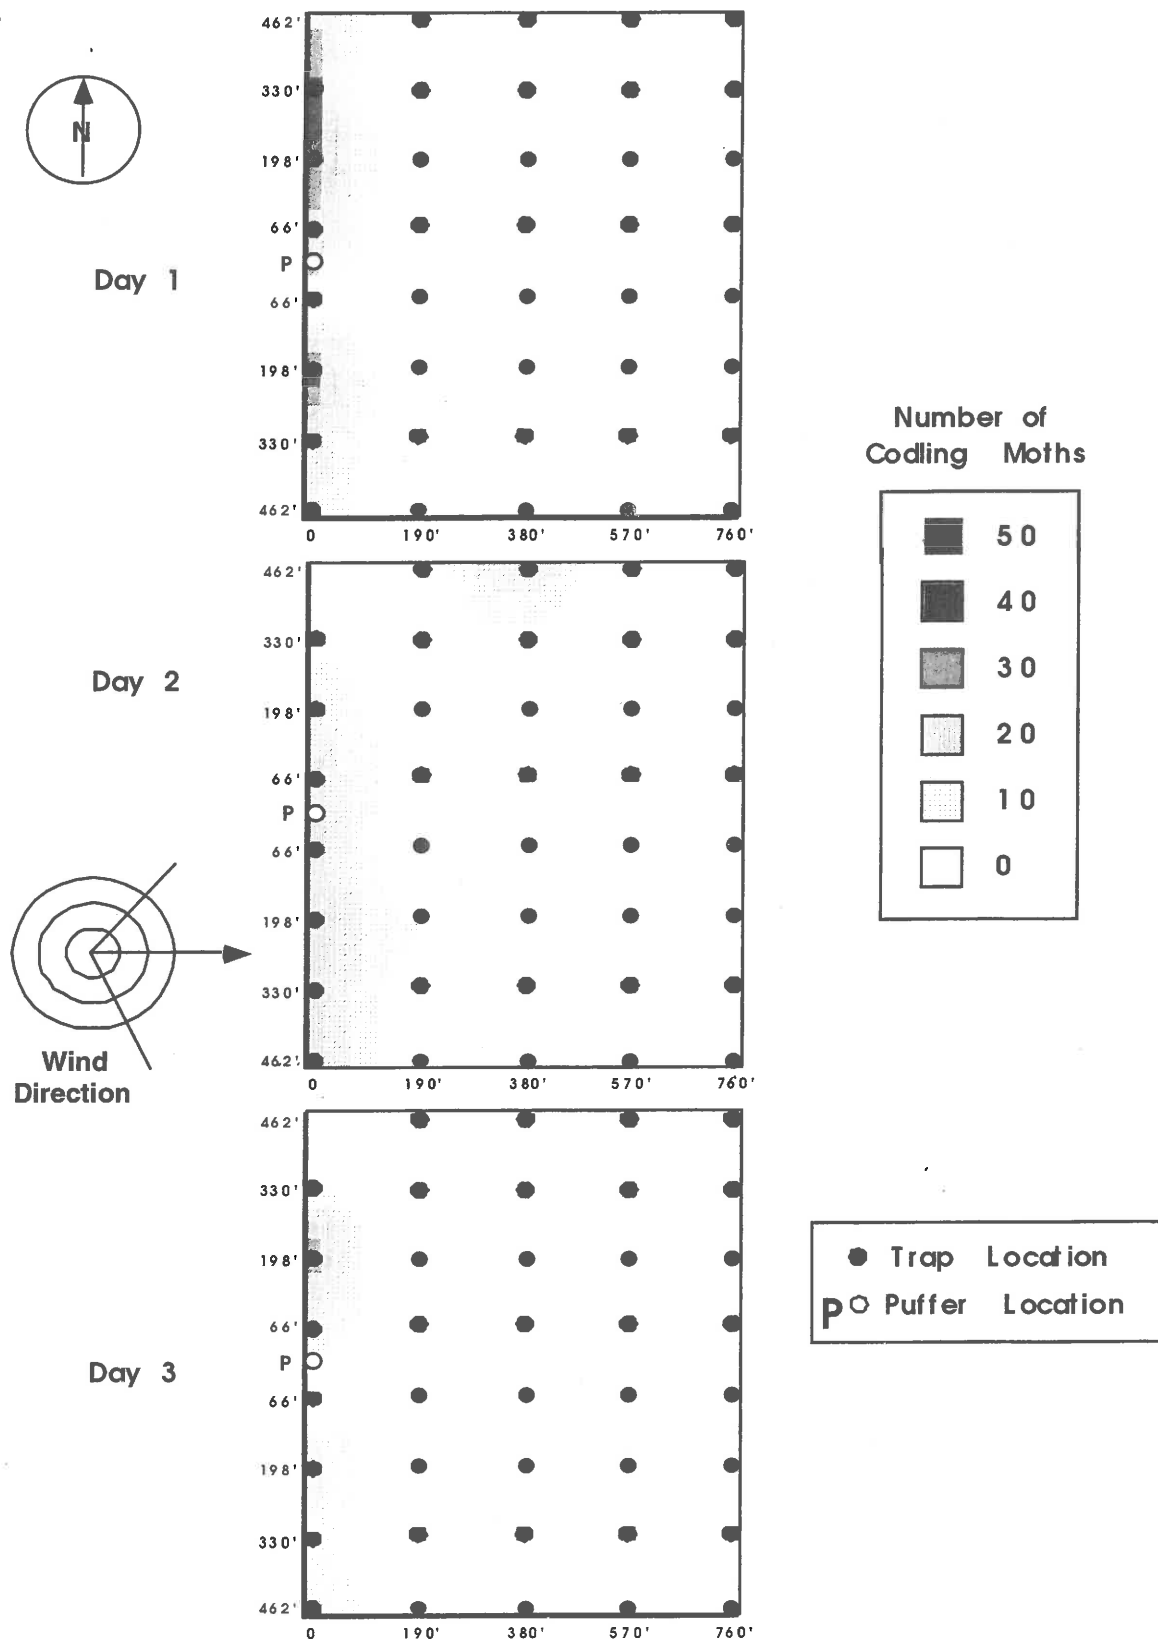 N
Day 1
462'
330'
198'
66'
P
66'
198'
330'
462'
0 190' 380' 570' 760'
Number of
Codling Moths
50
40
30
20
10
0
Day 2
462'
330'
198'
66'
P
66'
198'
330'
462'
0 190' 380' 570' 760'
Wind
Direction
Day 3
462'
330'
198'
66'
P
66'
198'
330'
462'
0 190' 380' 570' 760'
Trap Location
P Puffer Location